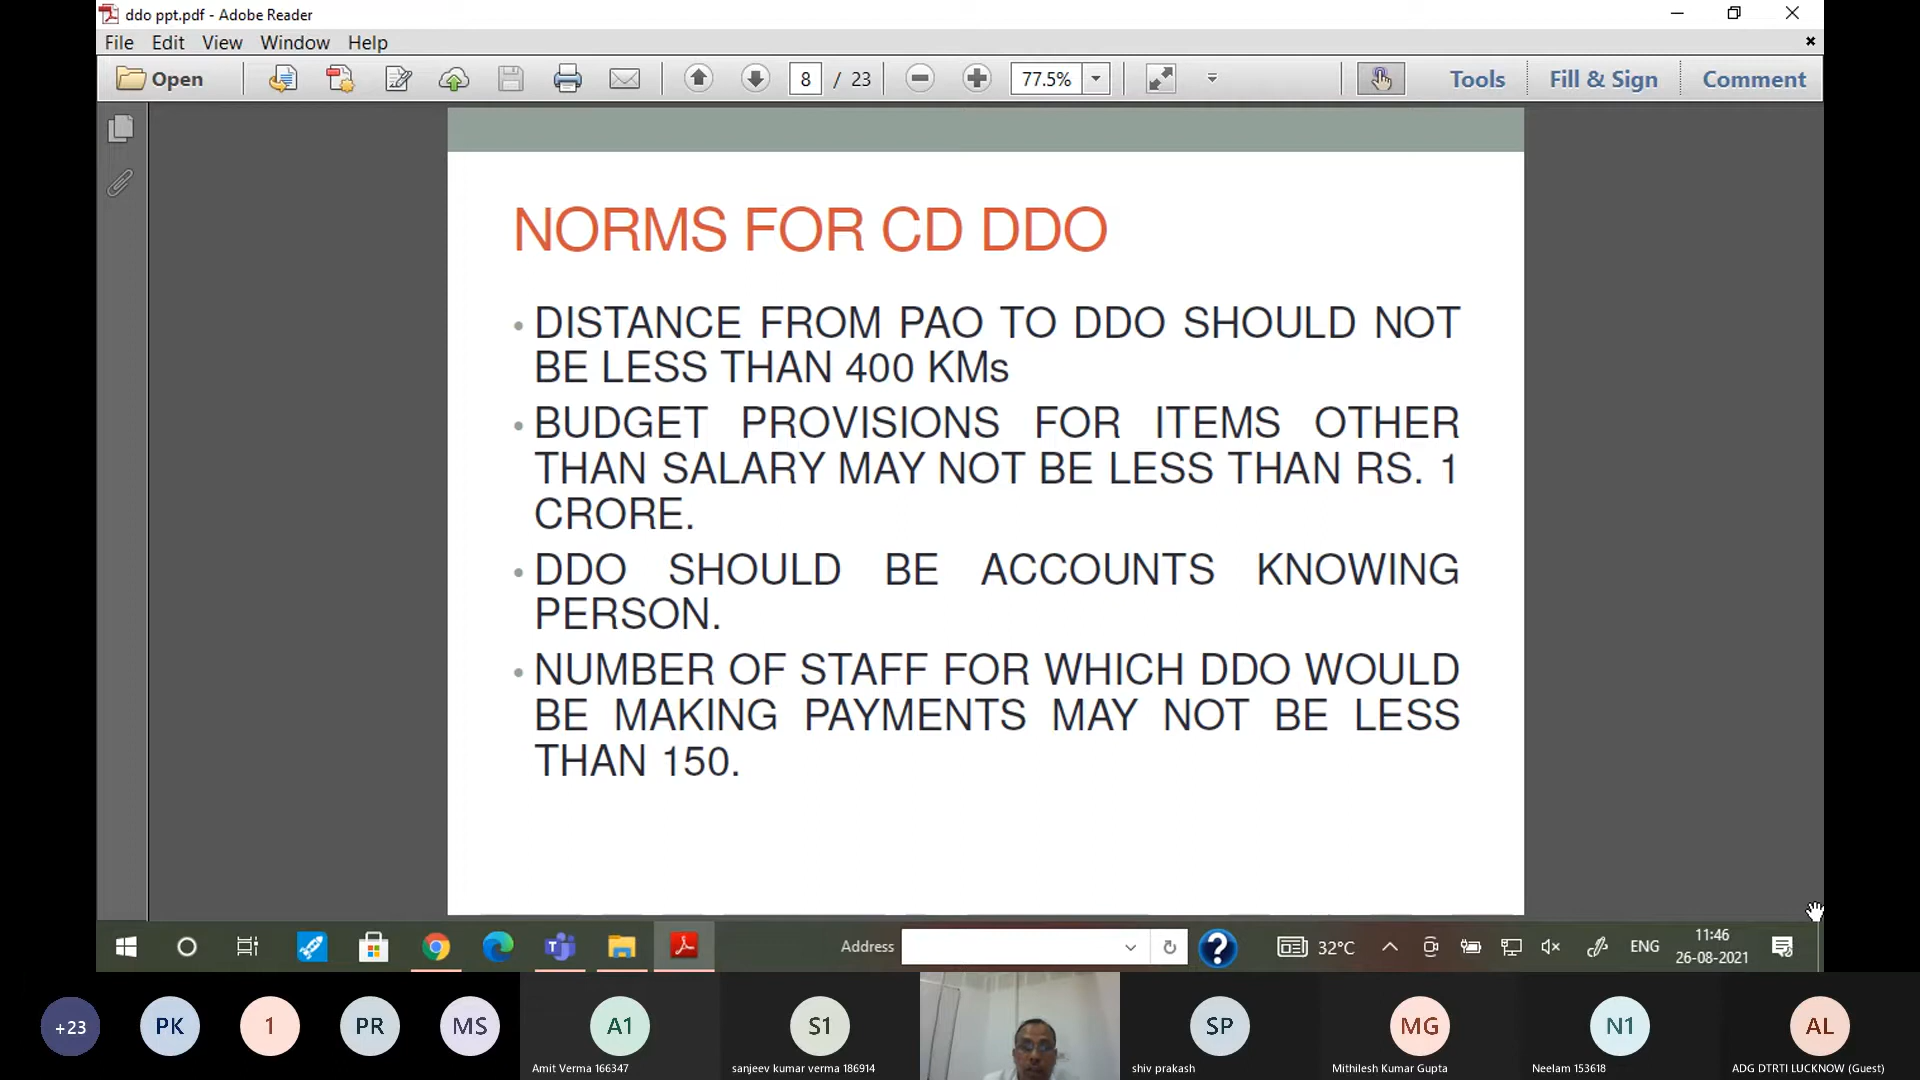 ddo ppt.pdf - Adobe Reader
File Edit View Window Help
Open 8 / 23 77.5% Tools Fill & Sign Comment
NORMS FOR CD DDO
• DISTANCE FROM PAO TO DDO SHOULD NOT
BE LESS THAN 400 KMs
• BUDGET PROVISIONS FOR ITEMS OTHER
THAN SALARY MAY NOT BE LESS THAN RS. 1
CRORE.
• DDO SHOULD BE ACCOUNTS KNOWING
PERSON.
• NUMBER OF STAFF FOR WHICH DDO WOULD
BE MAKING PAYMENTS MAY NOT BE LESS
THAN 150.
Address 32°C ENG 11:46
26-08-2021
+23 PK 1 PR MS A1 S1 SP MG N1 AL
Amit Verma 166347 sanjeev kumar verma 186914 shiv prakash Mithilesh Kumar Gupta Neelam 153618 ADG DTRTI LUCKNOW (Guest)